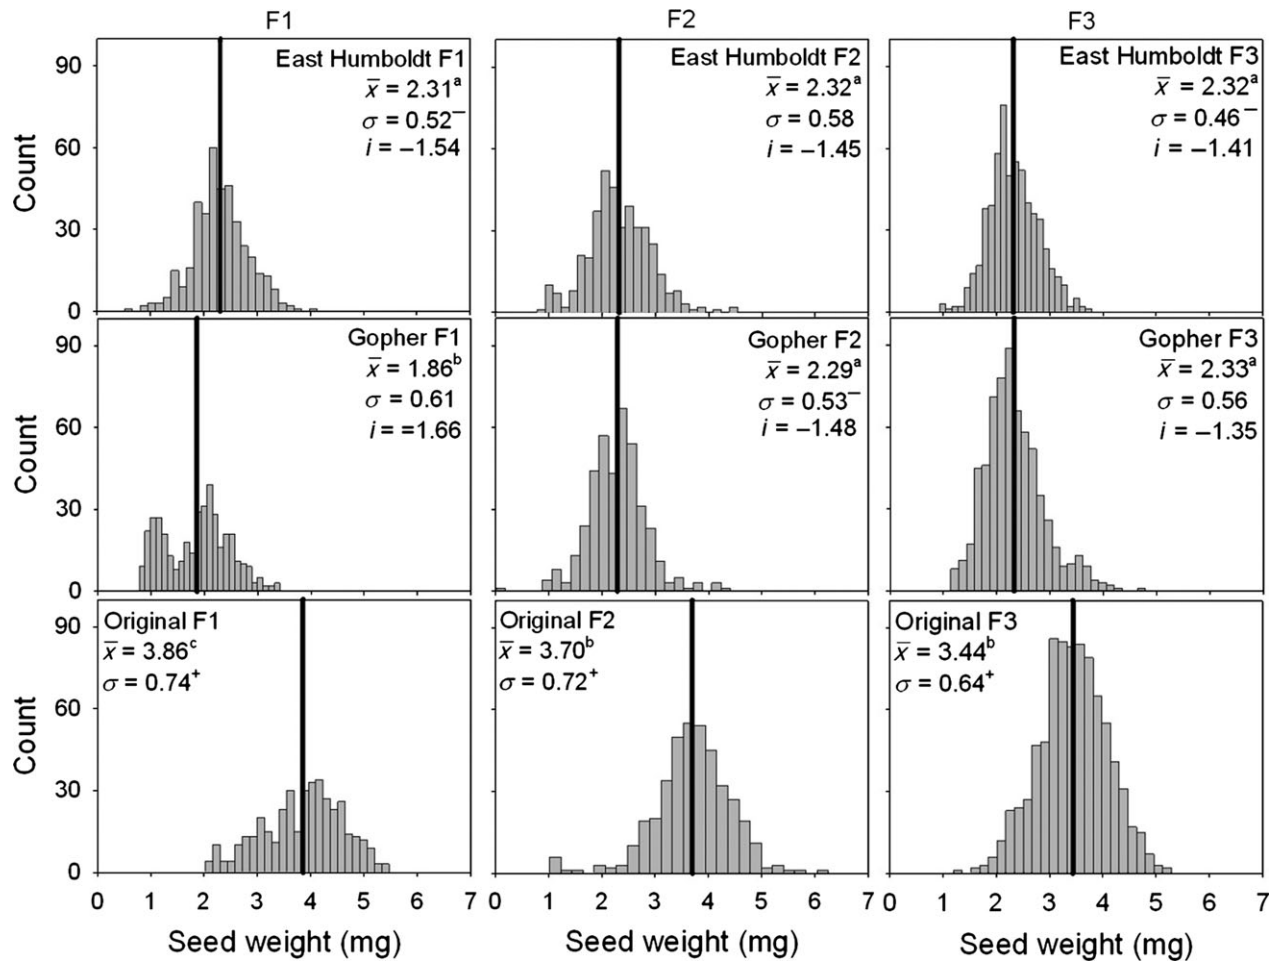 F1
F2
F3
East Humboldt F1
x̅ = 2.31ᵃ
σ = 0.52⁻
i = –1.54
East Humboldt F2
x̅ = 2.32ᵃ
σ = 0.58
i = –1.45
East Humboldt F3
x̅ = 2.32ᵃ
σ = 0.46⁻
i = –1.41
Count
90
60
30
0
Gopher F1
x̅ = 1.86ᵇ
σ = 0.61
i = =1.66
Gopher F2
x̅ = 2.29ᵃ
σ = 0.53⁻
i = –1.48
Gopher F3
x̅ = 2.33ᵃ
σ = 0.56
i = –1.35
Count
90
60
30
0
Original F1
x̅ = 3.86ᶜ
σ = 0.74⁺
Original F2
x̅ = 3.70ᵇ
σ = 0.72⁺
Original F3
x̅ = 3.44ᵇ
σ = 0.64⁺
Count
90
60
30
0
0 1 2 3 4 5 6 7
0 1 2 3 4 5 6 7
0 1 2 3 4 5 6 7
Seed weight (mg)
Seed weight (mg)
Seed weight (mg)